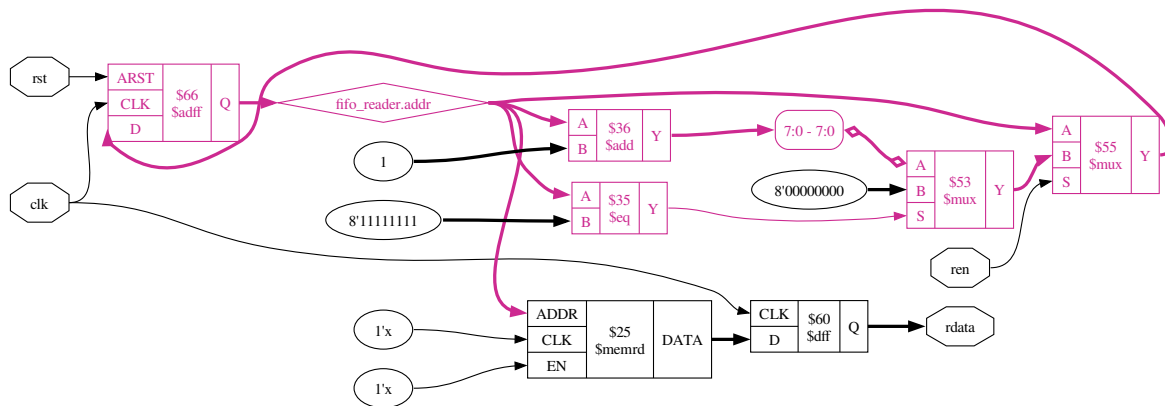 rst
ARST
CLK
D
$66
$adff
Q
fifo_reader.addr
clk
1
A
B
$36
$add
Y
7:0 - 7:0
8'11111111
A
B
$35
$eq
Y
8'00000000
A
B
S
$53
$mux
Y
A
B
S
$55
$mux
Y
ren
1'x
1'x
ADDR
CLK
EN
$25
$memrd
DATA
CLK
D
$60
$dff
Q
rdata